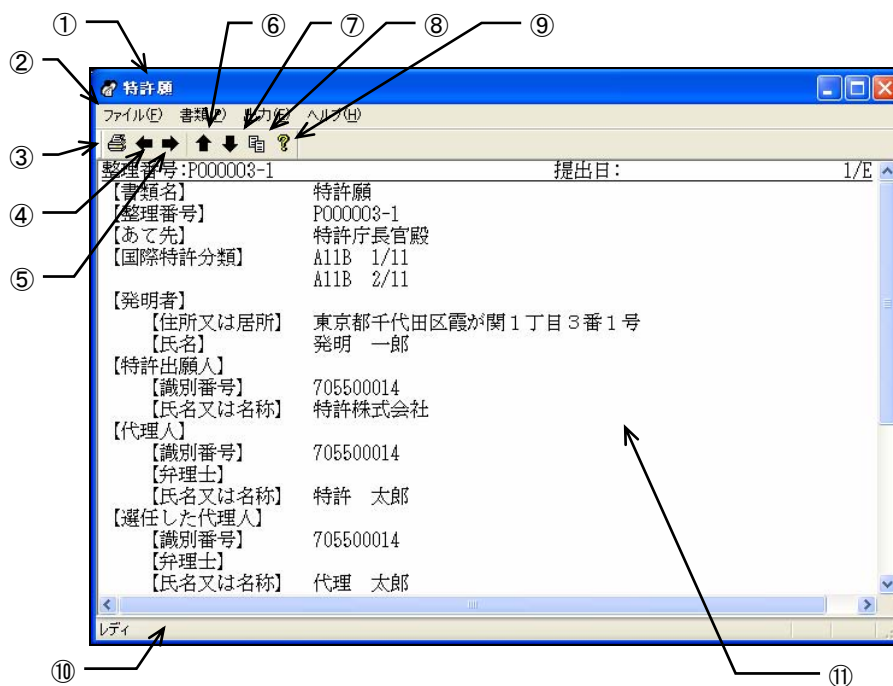 ① ⑥ ⑦ ⑧ ⑨
②
特許願
ファイル(F) 書類(P) 出力(E) ヘルプ(H)
③
整理番号:P000003-1 提出日: 1/E
④
【書類名】 特許願
【整理番号】 P000003-1
【あて先】 特許庁長官殿
⑤
【国際特許分類】 A11B 1/11
A11B 2/11
【発明者】
【住所又は居所】 東京都千代田区霞が関1丁目3番1号
【氏名】 発明 一郎
【特許出願人】
【識別番号】 705500014
【氏名又は名称】 特許株式会社
【代理人】
【識別番号】 705500014
【弁理士】
【氏名又は名称】 特許 太郎
【選任した代理人】
【識別番号】 705500014
【弁理士】
【氏名又は名称】 代理 太郎
レディ
⑩ ⑪